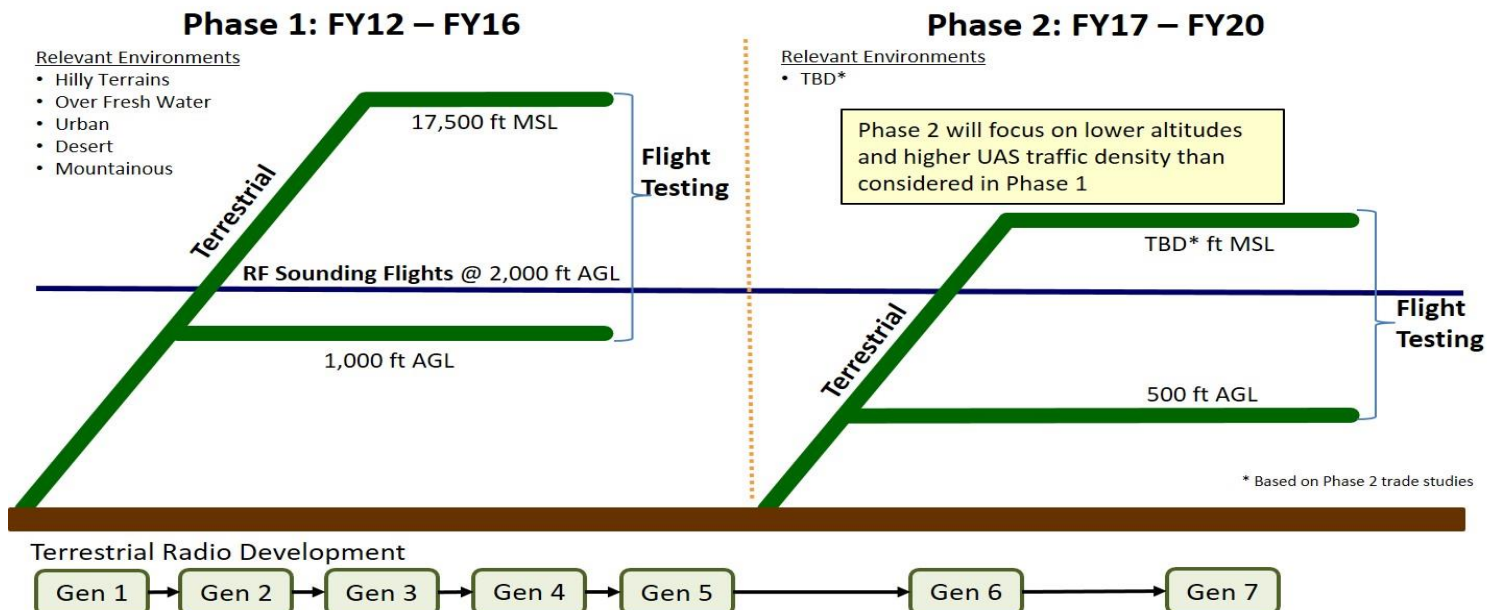 Phase 1: FY12 – FY16
Relevant Environments
• Hilly Terrains
• Over Fresh Water
• Urban
• Desert
• Mountainous
17,500 ft MSL
Flight
Testing
Terrestrial
RF Sounding Flights @ 2,000 ft AGL
1,000 ft AGL
Phase 2: FY17 – FY20
Relevant Environments
• TBD*
Phase 2 will focus on lower altitudes
and higher UAS traffic density than
considered in Phase 1
TBD* ft MSL
Flight
Testing
Terrestrial
500 ft AGL
* Based on Phase 2 trade studies
Terrestrial Radio Development
Gen 1 Gen 2 Gen 3 Gen 4 Gen 5 Gen 6 Gen 7